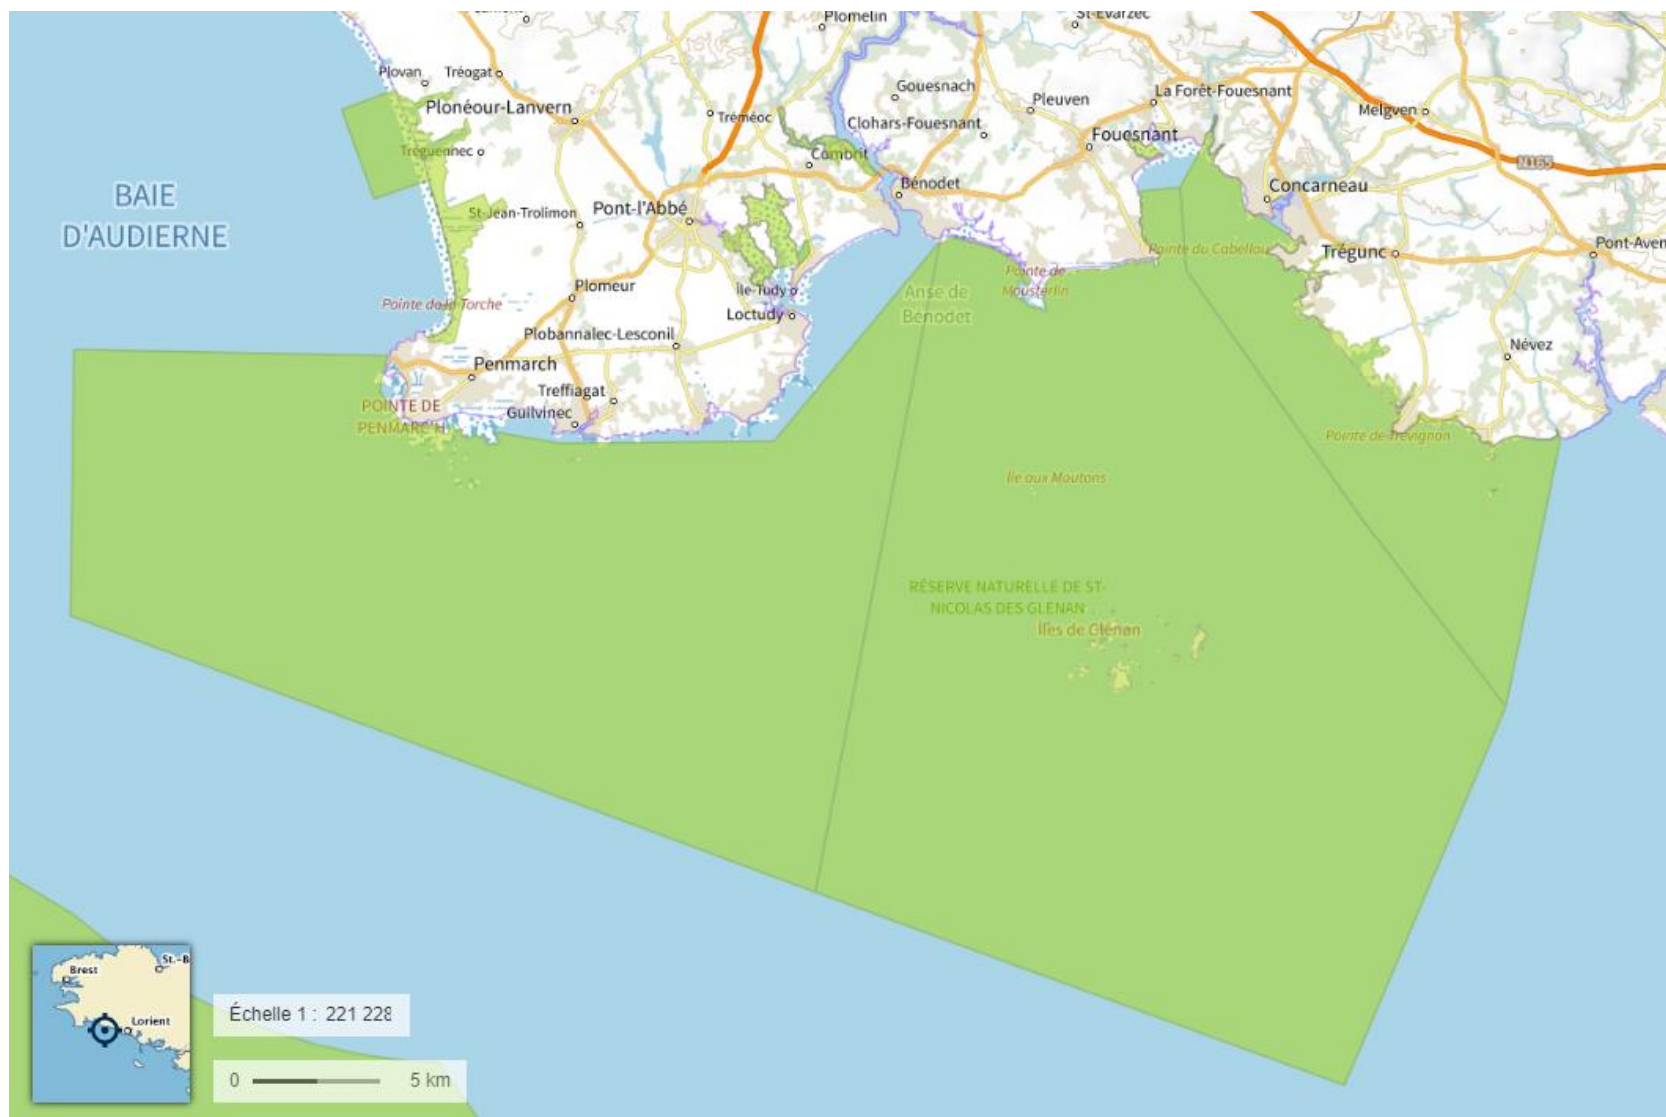 Plomelin
St-Evarzec
Plovan
Tréogat
Plonéour-Lanvern
Tréméoc
Gouesnach
Pleuven
La Forêt-Fouesnant
Melgven
Clohars-Fouesnant
Fouesnant
Tréguennec
Combrit
N165
BAIE
D'AUDIERNE
St-Jean-Trolimon
Pont-l'Abbé
Bénodet
Concarneau
Pointe du Cabellou
Trégunc
Pont-Aven
Pointe de
Mousterlin
Anse de
Bénodet
Plomeur
Île-Tudy
Loctudy
Pointe de la Torche
Plobannalec-Lesconil
Névez
Penmarch
Treffiagat
Guilvinec
POINTE DE
PENMARC'H
Pointe de Trévignon
Île aux Moutons
RÉSERVE NATURELLE DE ST-
NICOLAS DES GLENAN
Îles de Glénan
Brest
St.-B
Lorient
Échelle 1 : 221 228
0 5 km